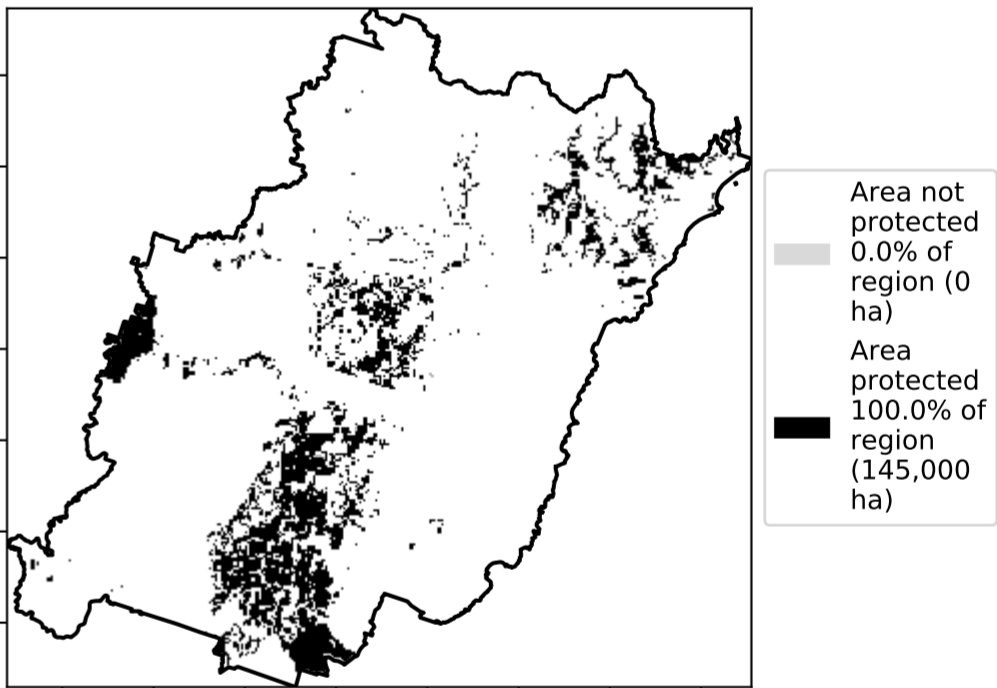 Area not
protected
0.0% of
region (0
ha)
Area
protected
100.0% of
region
(145,000
ha)